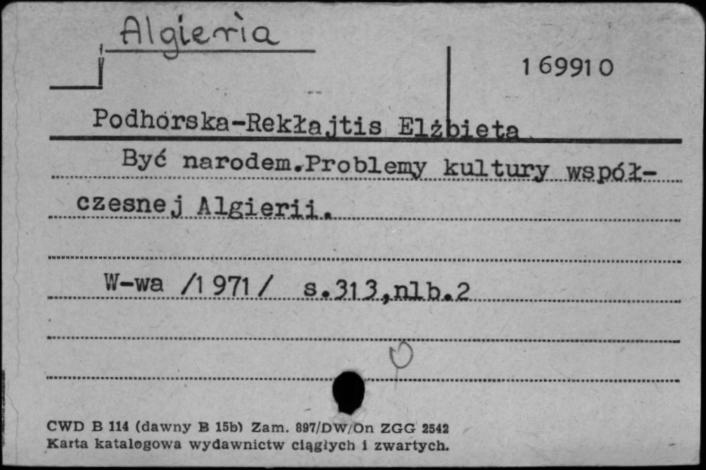 Algieria
169910
Podhorska-Rekłajtis Elżbieta
Być narodem.Problemy kultury współ-
czesnej Algierii.
W-wa /1971/ s.313,nlb.2
CWD B 114 (dawny B 15b) Zam. 897/DW/On ZGG 2542
Karta katalogowa wydawnictw ciągłych i zwartych.